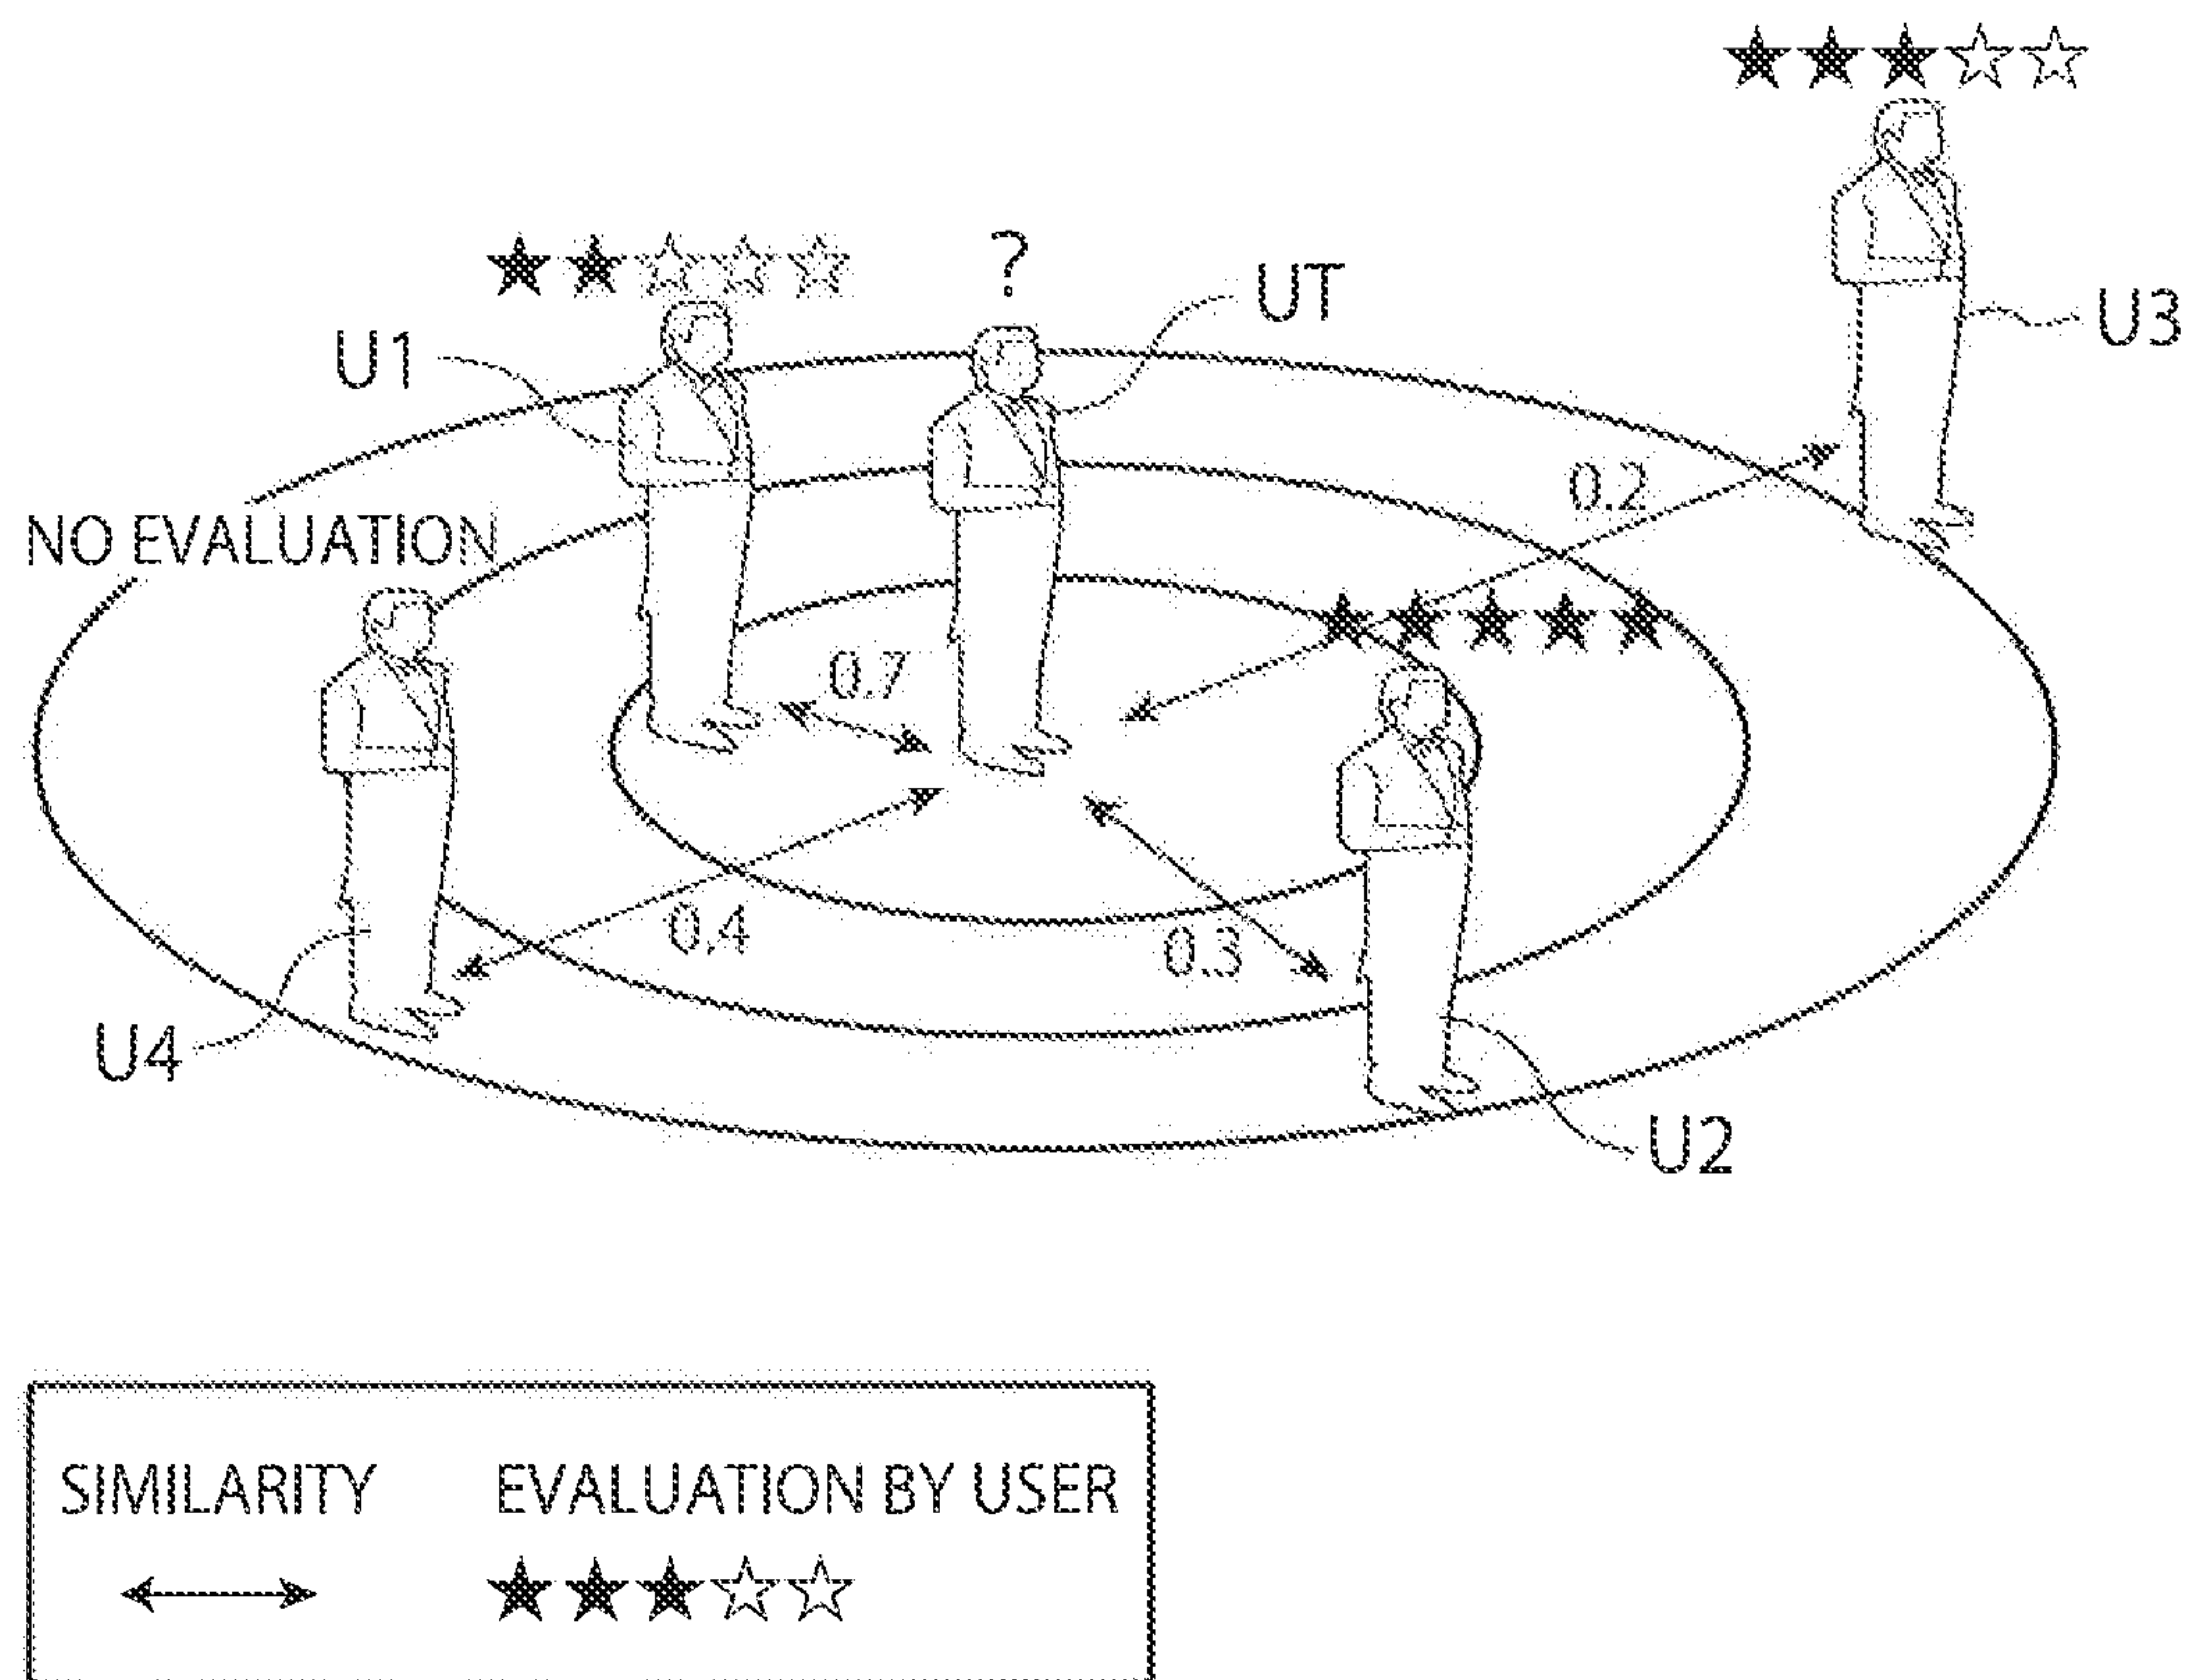 ★★★☆☆
★★☆☆☆
?
UT
U1
U3
0.2
NO EVALUATION
★★★★★
0.7
0.4
0.3
U4
U2
SIMILARITY
EVALUATION BY USER
★★★☆☆